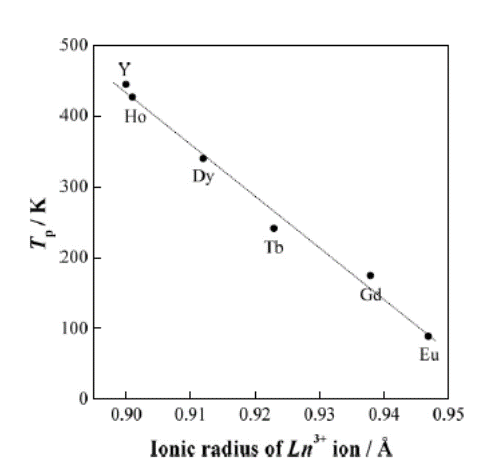 500
400
300
200
100
0
T_p / K
Y
Ho
Dy
Tb
Gd
Eu
0.90 0.91 0.92 0.93 0.94 0.95
Ionic radius of Ln³⁺ ion / Å